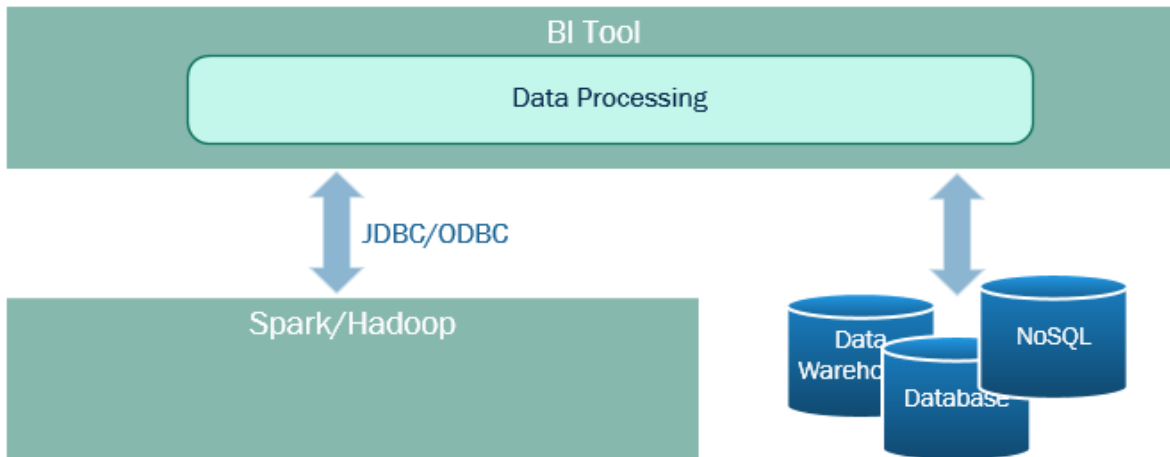 BI Tool
Data Processing
JDBC/ODBC
Spark/Hadoop
Data
Wareho
NoSQL
Database